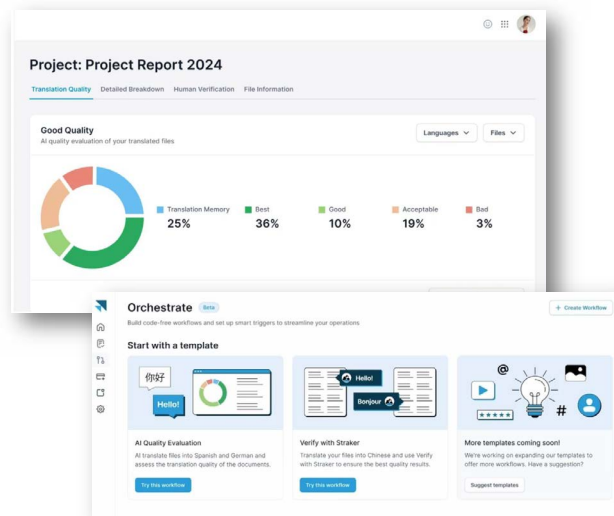 Project: Project Report 2024
Translation Quality Detailed Breakdown Human Verification File Information
Good Quality
AI quality evaluation of your translated files
Languages
Files
Translation Memory
25%
Best
36%
Good
10%
Acceptable
19%
Bad
3%
Orchestrate Beta
+ Create Workflow
Build code-free workflows and set up smart triggers to streamline your operations
Start with a template
你好
Hello!
AI Quality Evaluation
AI translate files into Spanish and German and
assess the translation quality of the documents.
Try this workflow
Hello!
Bonjour
Verify with Straker
Translate your files into Chinese and use Verify
with Straker to ensure the best quality results.
Try this workflow
@
#
More templates coming soon!
We're working on expanding our templates to
offer more workflows. Have a suggestion?
Suggest templates